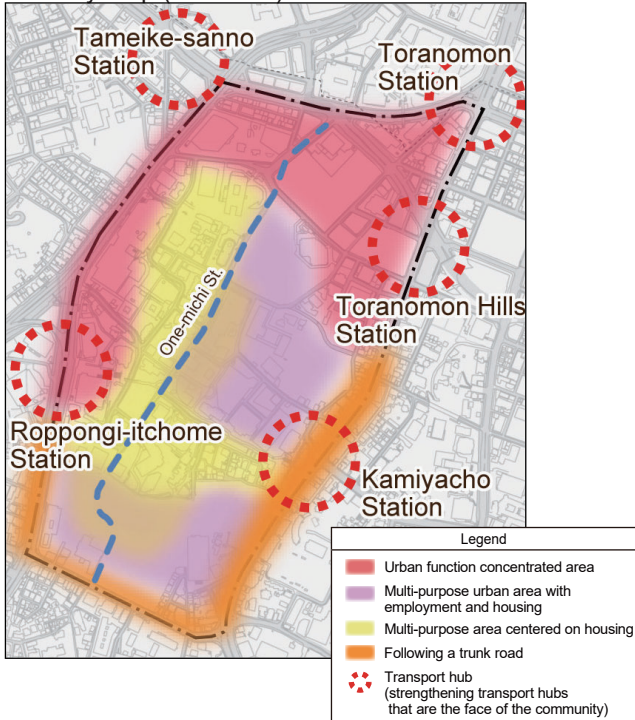 Tameike-sanno
Station
Toranomon
Station
One-michi St.
Toranomon Hills
Station
Roppongi-itchome
Station
Kamiyacho
Station
Legend
Urban function concentrated area
Multi-purpose urban area with
employment and housing
Multi-purpose area centered on housing
Following a trunk road
Transport hub
(strengthening transport hubs
that are the face of the community)